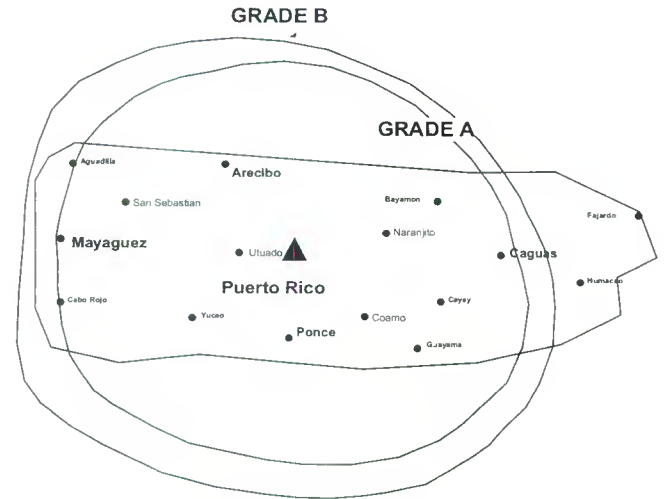 GRADE B
GRADE A
Aguadilla
Arecibo
San Sebastian
Bayamon
Fajardo
Mayaguez
Naranjito
Utuado
Caguas
Humacao
Puerto Rico
Cabo Rojo
Yuco
Coamo
Cayey
Ponce
Guayama